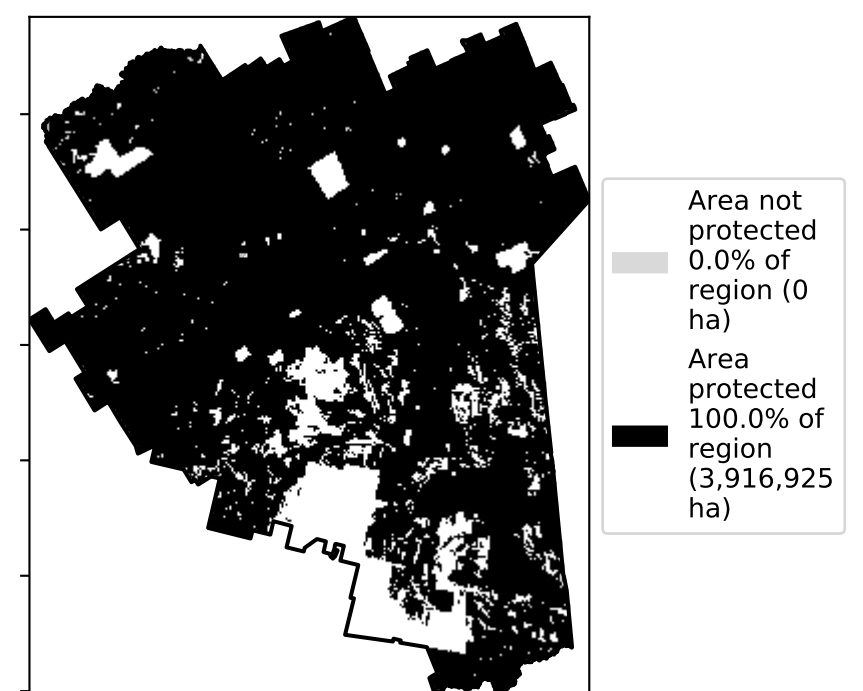 Area not
protected
0.0% of
region (0
ha)
Area
protected
100.0% of
region
(3,916,925
ha)